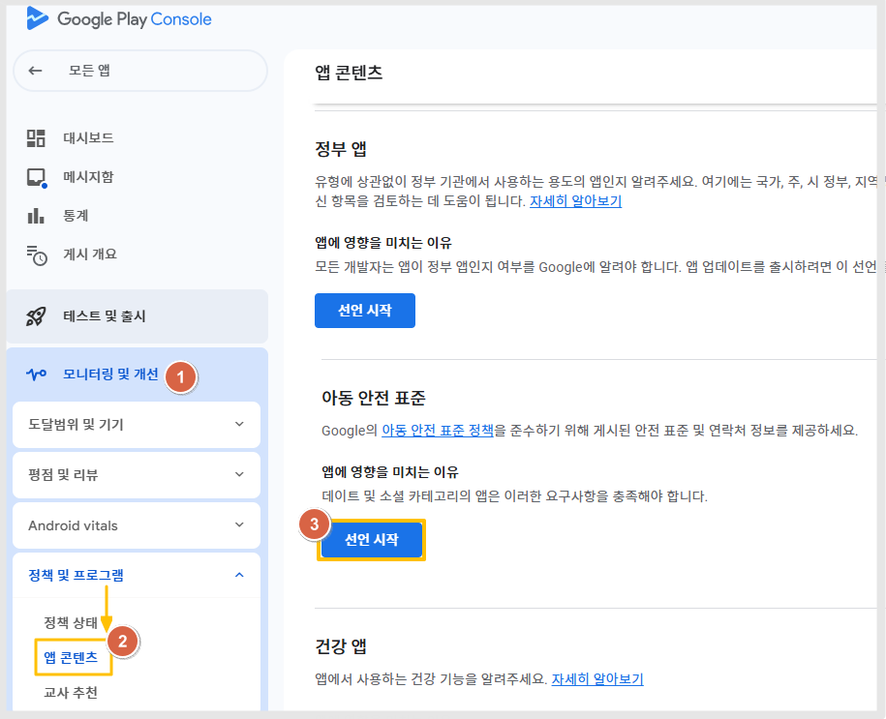 Google Play Console
모든 앱
대시보드
메시지함
통계
게시 개요
테스트 및 출시
모니터링 및 개선
1
도달범위 및 기기
평점 및 리뷰
Android vitals
정책 및 프로그램
정책 상태
2
앱 콘텐츠
교사 추천
앱 콘텐츠
정부 앱
유형에 상관없이 정부 기관에서 사용하는 용도의 앱인지 알려주세요. 여기에는 국가, 주, 시 정부, 지역
신 항목을 검토하는 데 도움이 됩니다. 자세히 알아보기
앱에 영향을 미치는 이유
모든 개발자는 앱이 정부 앱인지 여부를 Google에 알려야 합니다. 앱 업데이트를 출시하려면 이 선언
선언 시작
아동 안전 표준
Google의 아동 안전 표준 정책을 준수하기 위해 게시된 안전 표준 및 연락처 정보를 제공하세요.
앱에 영향을 미치는 이유
데이트 및 소셜 카테고리의 앱은 이러한 요구사항을 충족해야 합니다.
3
선언 시작
건강 앱
앱에서 사용하는 건강 기능을 알려주세요. 자세히 알아보기